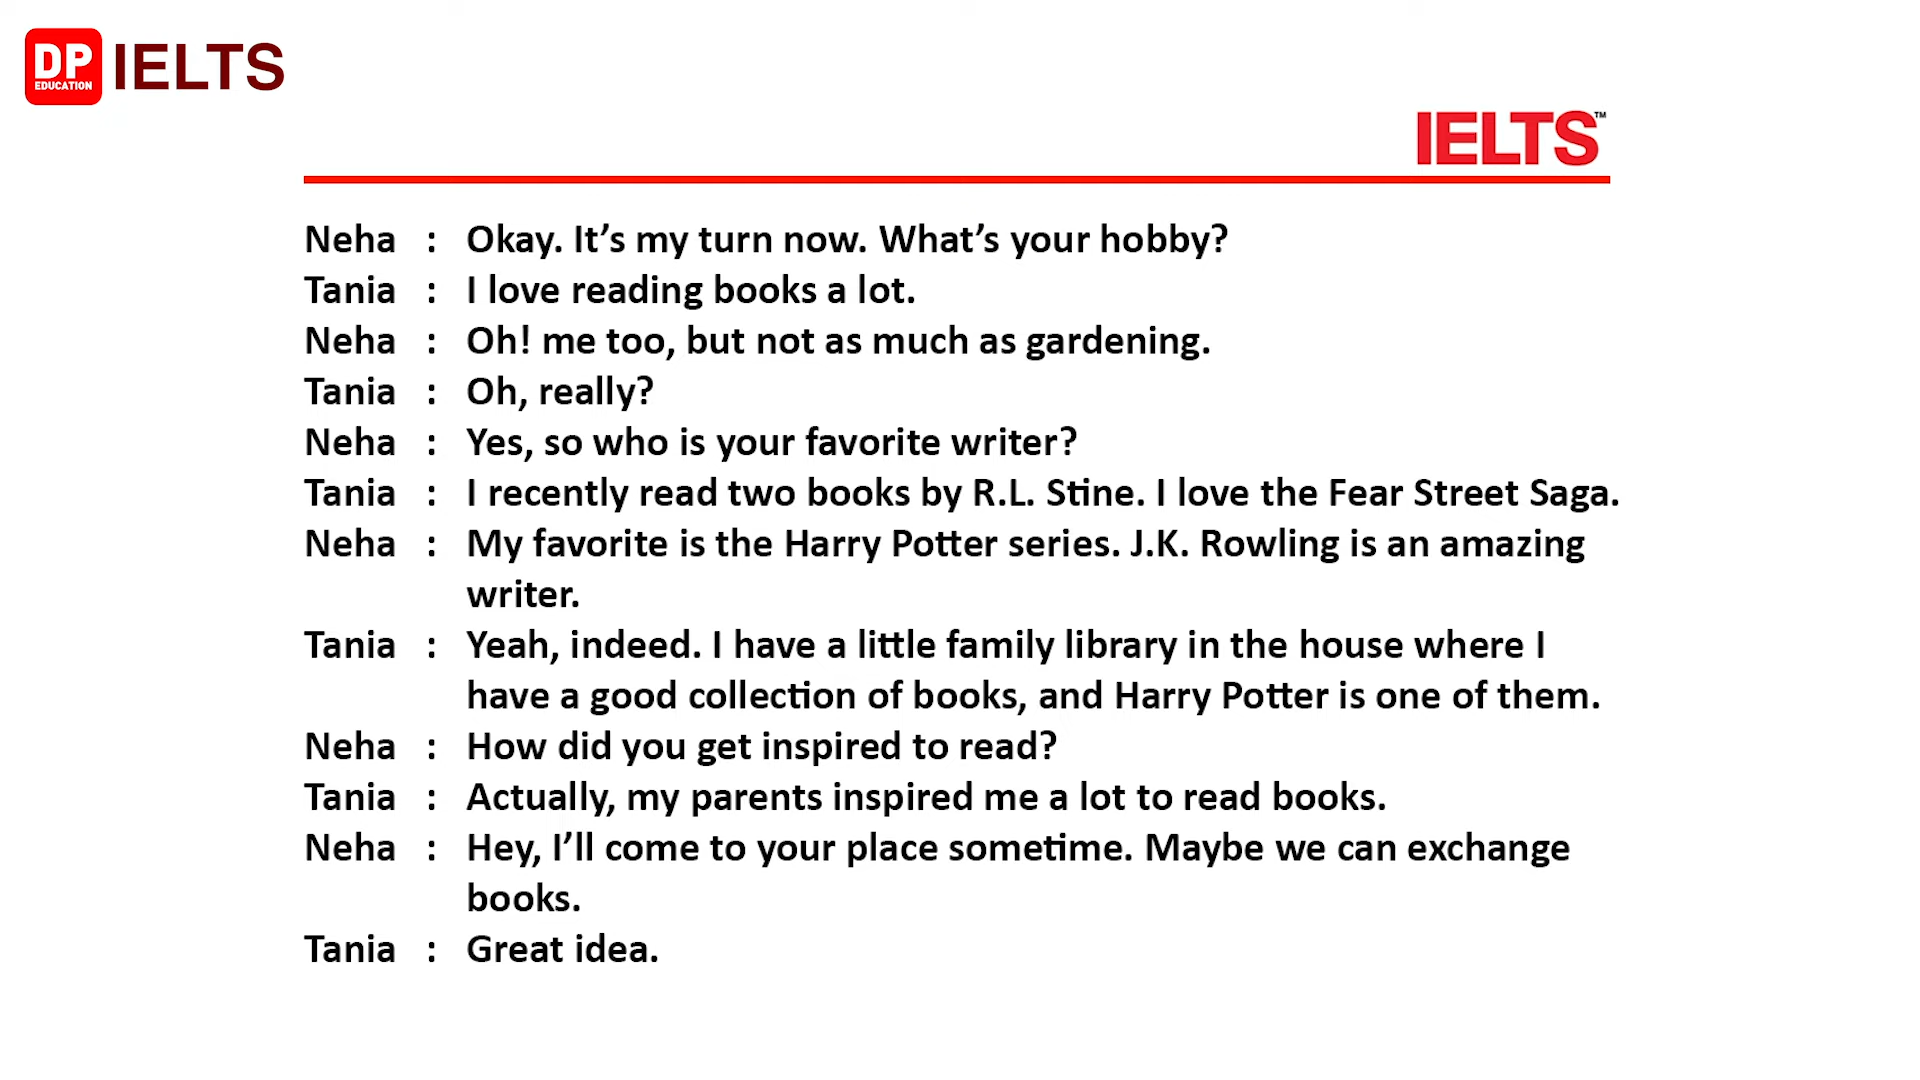 DP
EDUCATION
IELTS
IELTS™
Neha : Okay. It’s my turn now. What’s your hobby?
Tania : I love reading books a lot.
Neha : Oh! me too, but not as much as gardening.
Tania : Oh, really?
Neha : Yes, so who is your favorite writer?
Tania : I recently read two books by R.L. Stine. I love the Fear Street Saga.
Neha : My favorite is the Harry Potter series. J.K. Rowling is an amazing
writer.
Tania : Yeah, indeed. I have a little family library in the house where I
have a good collection of books, and Harry Potter is one of them.
Neha : How did you get inspired to read?
Tania : Actually, my parents inspired me a lot to read books.
Neha : Hey, I’ll come to your place sometime. Maybe we can exchange
books.
Tania : Great idea.